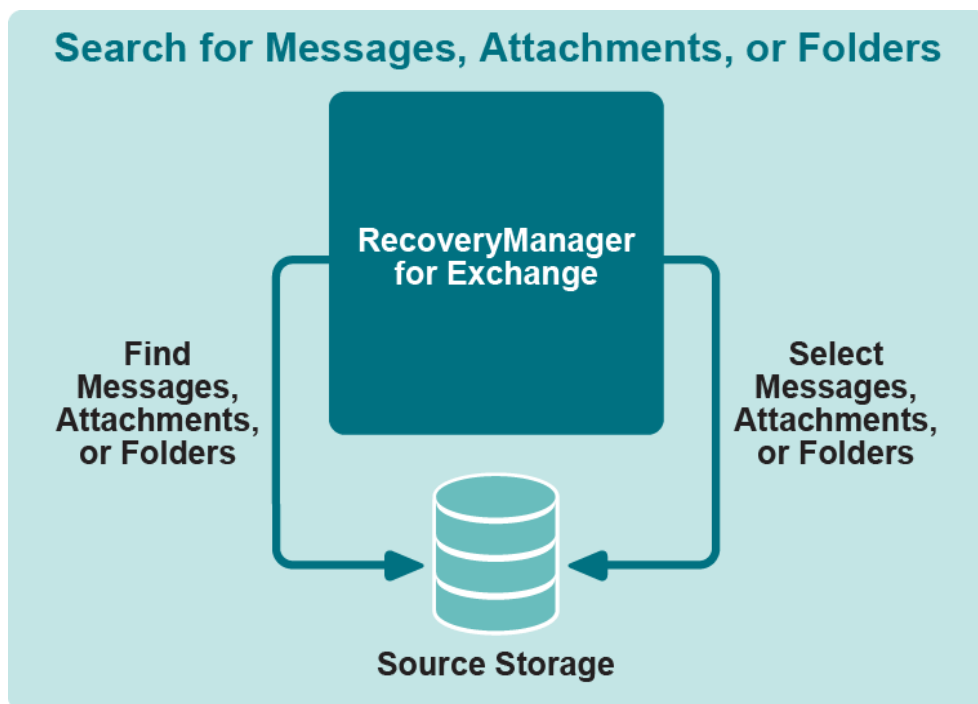 Search for Messages, Attachments, or Folders
RecoveryManager
for Exchange
Find
Messages,
Attachments,
or Folders
Select
Messages,
Attachments,
or Folders
Source Storage